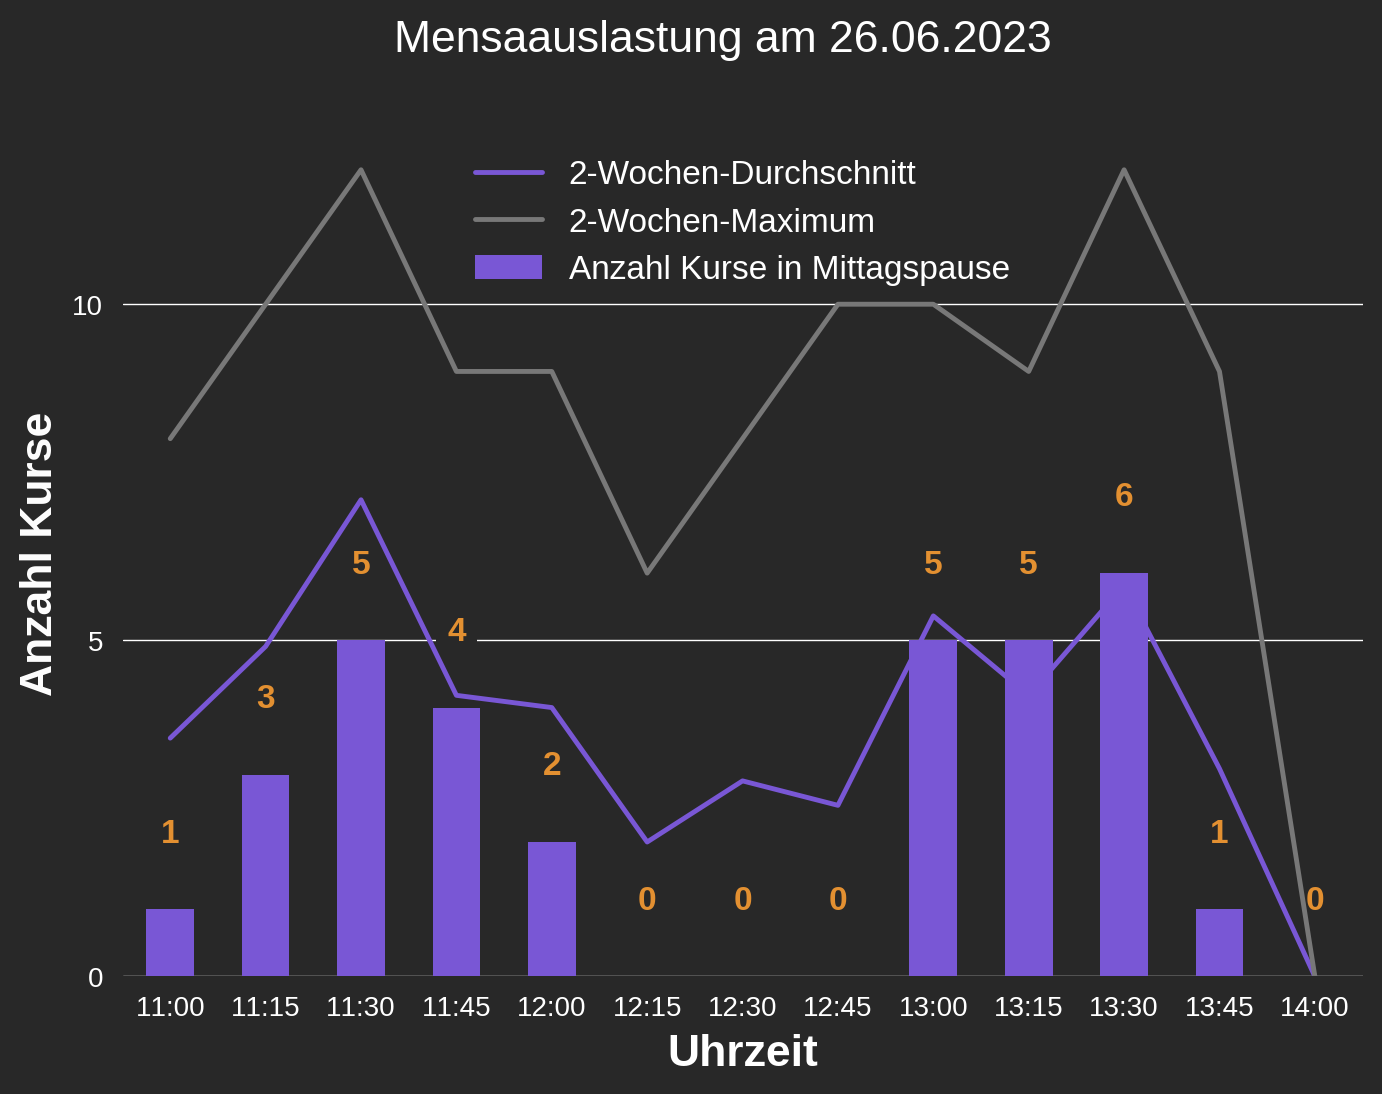 Mensaauslastung am 26.06.2023
2-Wochen-Durchschnitt
2-Wochen-Maximum
Anzahl Kurse in Mittagspause
Anzahl Kurse
10
5
0
1
3
5
4
2
0
0
0
5
5
6
1
0
11:00 11:15 11:30 11:45 12:00 12:15 12:30 12:45 13:00 13:15 13:30 13:45 14:00
Uhrzeit